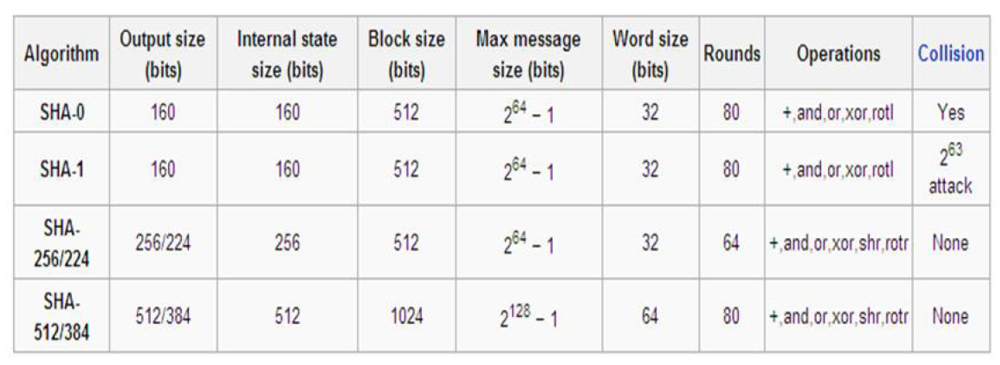 Algorithm | Output size (bits) | Internal state size (bits) | Block size (bits) | Max message size (bits) | Word size (bits) | Rounds | Operations | Collision
SHA-0 | 160 | 160 | 512 | 2^64 – 1 | 32 | 80 | +,and,or,xor,rotl | Yes
SHA-1 | 160 | 160 | 512 | 2^64 – 1 | 32 | 80 | +,and,or,xor,rotl | 2^63 attack
SHA-256/224 | 256/224 | 256 | 512 | 2^64 – 1 | 32 | 64 | +,and,or,xor,shr,rotr | None
SHA-512/384 | 512/384 | 512 | 1024 | 2^128 – 1 | 64 | 80 | +,and,or,xor,shr,rotr | None